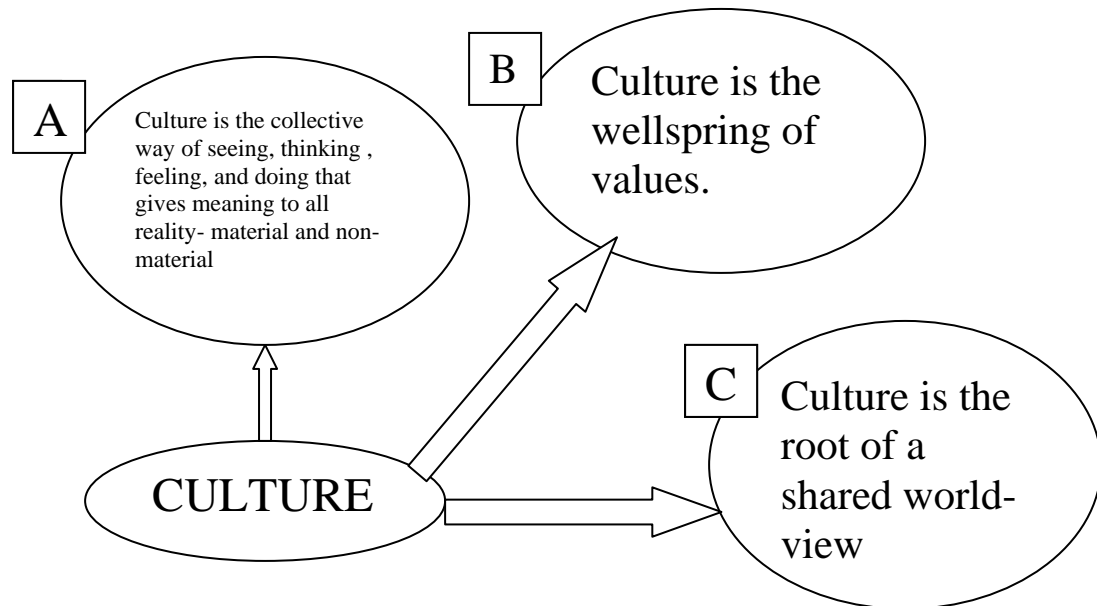 A
Culture is the collective
way of seeing, thinking ,
feeling, and doing that
gives meaning to all
reality- material and non-
material
B
Culture is the
wellspring of
values.
C
Culture is the
root of a
shared world-
view
CULTURE